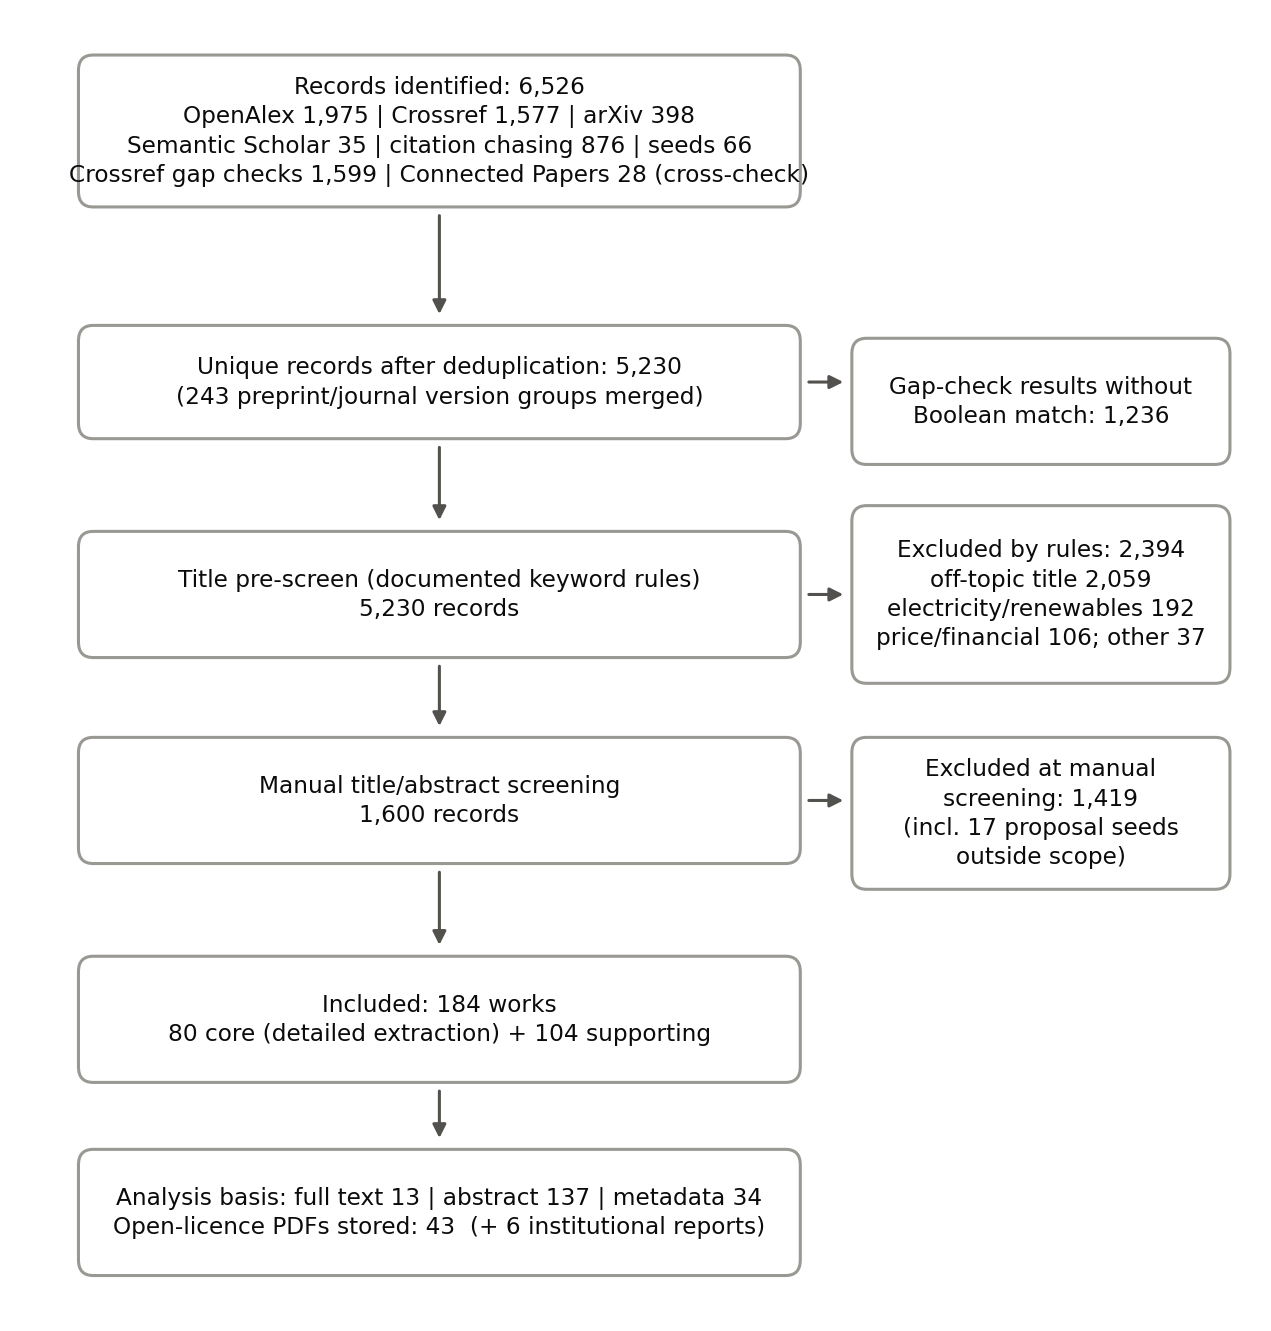 Records identified: 6,526
OpenAlex 1,975 | Crossref 1,577 | arXiv 398
Semantic Scholar 35 | citation chasing 876 | seeds 66
Crossref gap checks 1,599 | Connected Papers 28 (cross-check)
Unique records after deduplication: 5,230
(243 preprint/journal version groups merged)
Gap-check results without
Boolean match: 1,236
Title pre-screen (documented keyword rules)
5,230 records
Excluded by rules: 2,394
off-topic title 2,059
electricity/renewables 192
price/financial 106; other 37
Manual title/abstract screening
1,600 records
Excluded at manual
screening: 1,419
(incl. 17 proposal seeds
outside scope)
Included: 184 works
80 core (detailed extraction) + 104 supporting
Analysis basis: full text 13 | abstract 137 | metadata 34
Open-licence PDFs stored: 43  (+ 6 institutional reports)